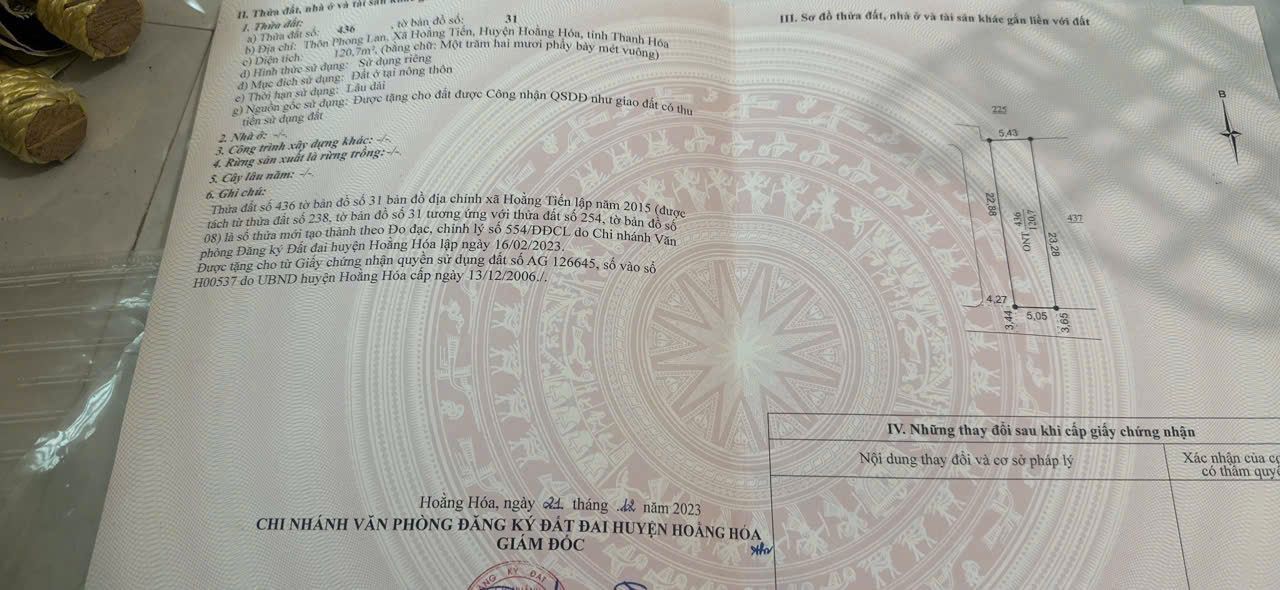 II. Thửa đất, nhà ở và tài sản
1. Thửa đất:
a) Thửa đất số: 436 , tờ bản đồ số: 31
b) Địa chỉ: Thôn Phong Lan, Xã Hoằng Tiến, Huyện Hoằng Hóa, tỉnh Thanh Hóa
c) Diện tích: 120,7m², (bằng chữ: Một trăm hai mươi phẩy bảy mét vuông)
d) Hình thức sử dụng: Sử dụng riêng
đ) Mục đích sử dụng: Đất ở tại nông thôn
e) Thời hạn sử dụng: Lâu dài
g) Nguồn gốc sử dụng: Được tặng cho đất được Công nhận QSDĐ như giao đất có thu
tiền sử dụng đất
2. Nhà ở: -/-.
3. Công trình xây dựng khác: -/-.
4. Rừng sản xuất là rừng trồng: -/-.
5. Cây lâu năm: -/-.
6. Ghi chú:
Thửa đất số 436 tờ bản đồ số 31 bản đồ địa chính xã Hoằng Tiến lập năm 2015 (được
tách từ thửa đất số 238, tờ bản đồ số 31 tương ứng với thửa đất số 254, tờ bản đồ số
08) là số thửa mới tạo thành theo Đo đạc, chỉnh lý số 554/ĐĐCL do Chi nhánh Văn
phòng Đăng ký Đất đai huyện Hoằng Hóa lập ngày 16/02/2023.
Được tặng cho từ Giấy chứng nhận quyền sử dụng đất số AG 126645, số vào sổ
H00537 do UBND huyện Hoằng Hóa cấp ngày 13/12/2006./.
Hoằng Hóa, ngày 21 tháng 12 năm 2023
CHI NHÁNH VĂN PHÒNG ĐĂNG KÝ ĐẤT ĐAI HUYỆN HOẰNG HÓA
GIÁM ĐỐC
KÝ ĐẤT
III. Sơ đồ thửa đất, nhà ở và tài sản khác gắn liền với đất
B
225
5,43
22,88
ONT 436
120,7
23,28
437
4,27
3,44
5,05
3,65
IV. Những thay đổi sau khi cấp giấy chứng nhận
Nội dung thay đổi và cơ sở pháp lý
Xác nhận của
có thẩm